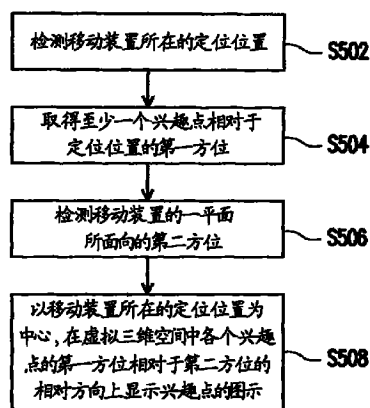 检测移动装置所在的定位位置
S502
取得至少一个兴趣点相对于
定位位置的第一方位
S504
检测移动装置的一平面
所面向的第二方位
S506
以移动装置所在的定位位置为
中心,在虚拟三维空间中各个兴趣
点的第一方位相对于第二方位的
相对方向上显示兴趣点的图示
S508